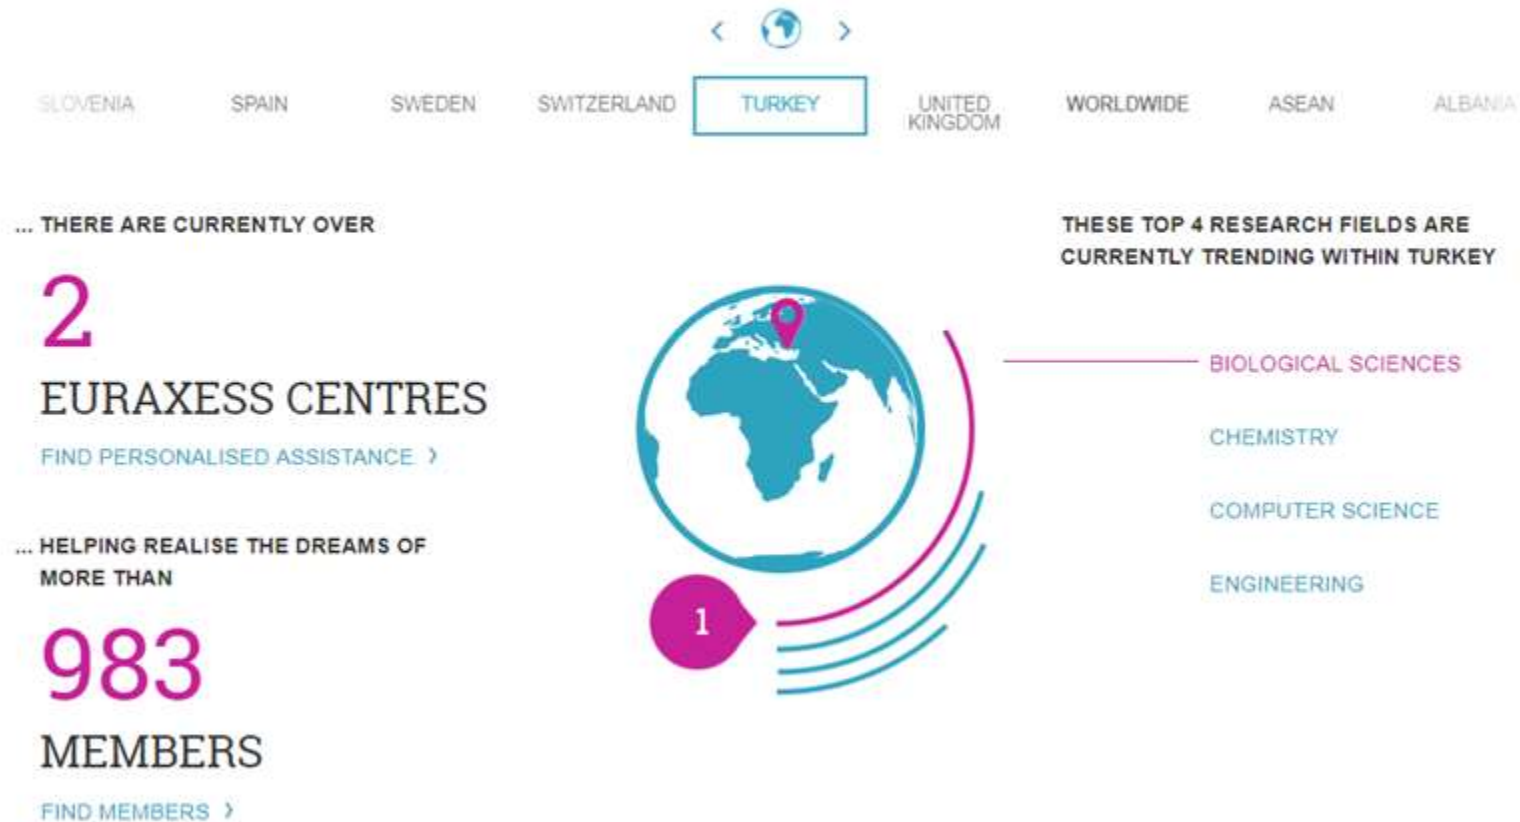 < >
SLOVENIA SPAIN SWEDEN SWITZERLAND TURKEY UNITED KINGDOM WORLDWIDE ASEAN ALBANIA
... THERE ARE CURRENTLY OVER
2
EURAXESS CENTRES
FIND PERSONALISED ASSISTANCE >
... HELPING REALISE THE DREAMS OF
MORE THAN
983
MEMBERS
FIND MEMBERS >
1
THESE TOP 4 RESEARCH FIELDS ARE
CURRENTLY TRENDING WITHIN TURKEY
BIOLOGICAL SCIENCES
CHEMISTRY
COMPUTER SCIENCE
ENGINEERING